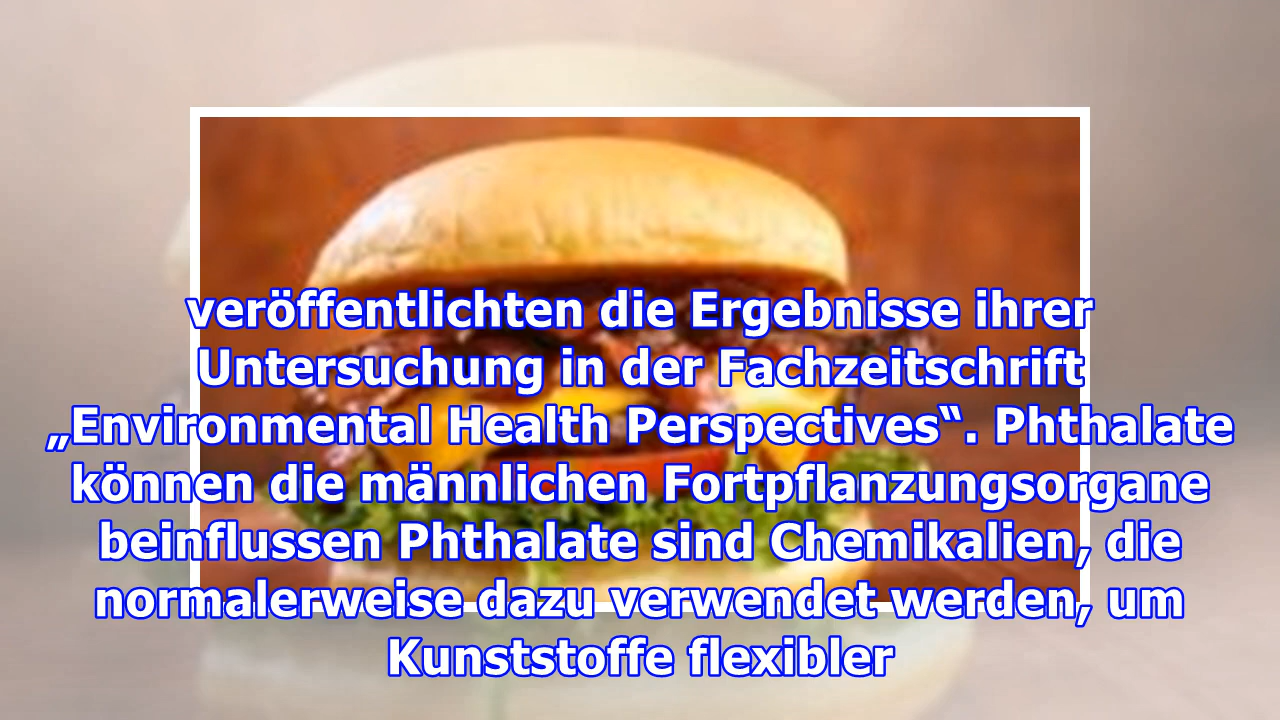 veröffentlichten die Ergebnisse ihrer
Untersuchung in der Fachzeitschrift
„Environmental Health Perspectives“. Phthalate
können die männlichen Fortpflanzungsorgane
beinflussen Phthalate sind Chemikalien, die
normalerweise dazu verwendet werden, um
Kunststoffe flexibler